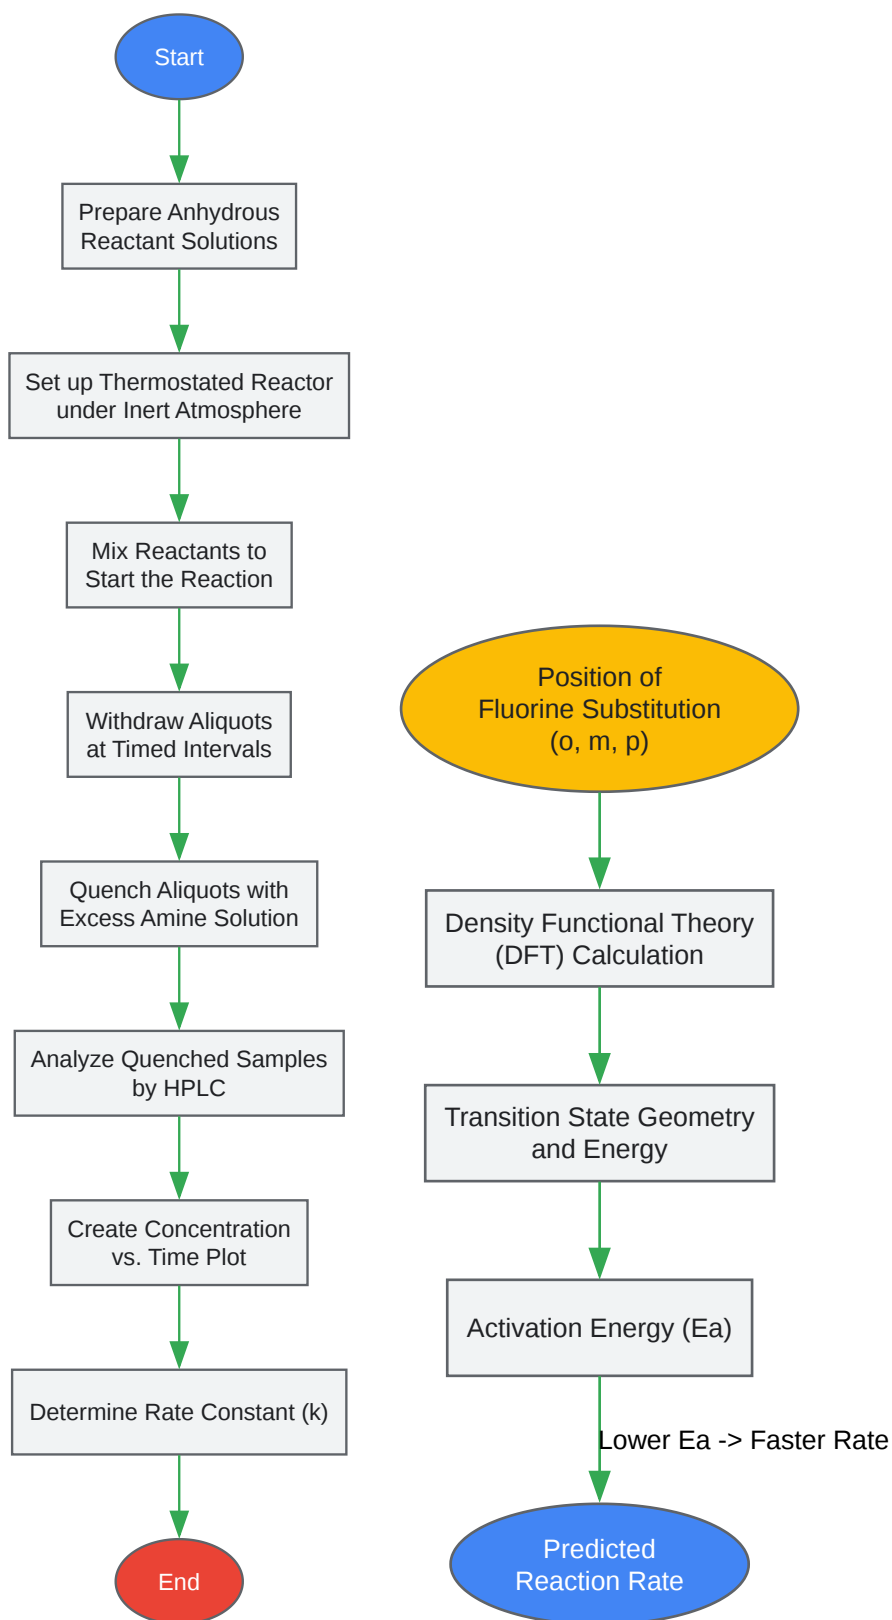 Start
Prepare Anhydrous
Reactant Solutions
Set up Thermostated Reactor
under Inert Atmosphere
Mix Reactants to
Start the Reaction
Withdraw Aliquots
at Timed Intervals
Quench Aliquots with
Excess Amine Solution
Analyze Quenched Samples
by HPLC
Create Concentration
vs. Time Plot
Determine Rate Constant (k)
End
Position of
Fluorine Substitution
(o, m, p)
Density Functional Theory
(DFT) Calculation
Transition State Geometry
and Energy
Activation Energy (Ea)
Lower Ea -> Faster Rate
Predicted
Reaction Rate